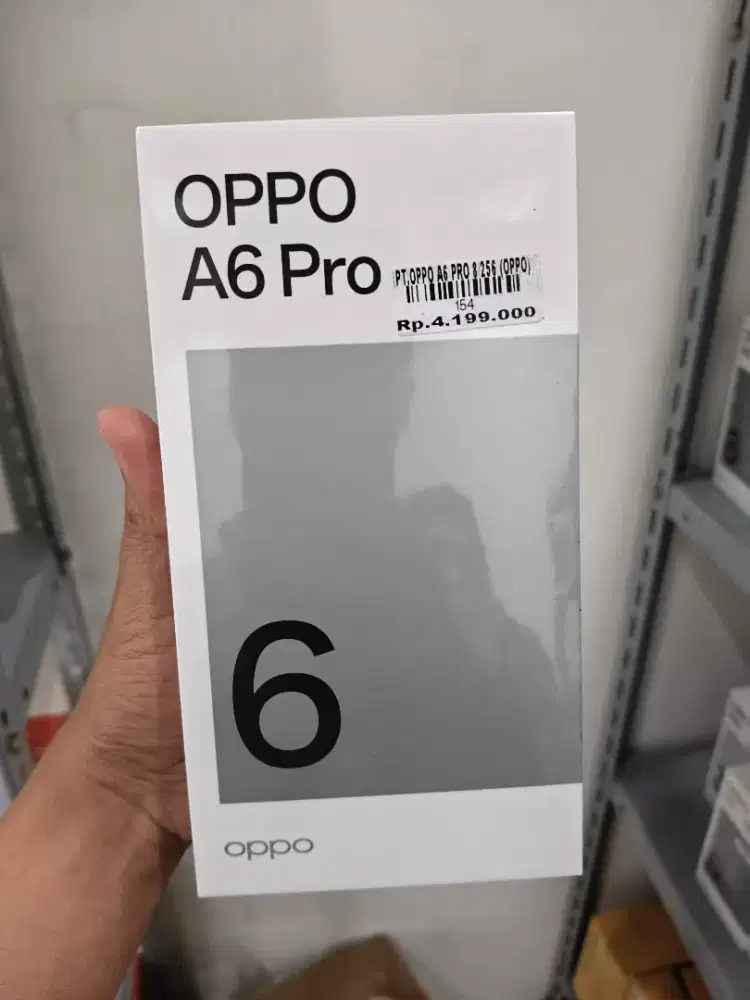 OPPO
A6 Pro
PT.OPPO A6 PRO 8/256 (OPPO)
154
Rp.4.199.000
6
oppo